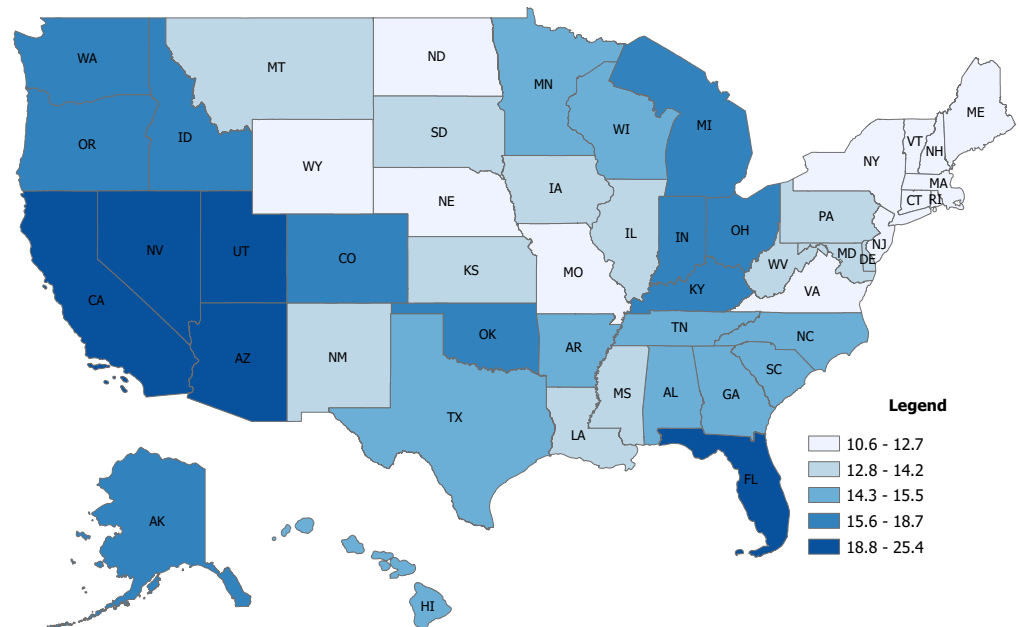 WA
MT
ND
MN
ME
OR
ID
SD
WI
MI
VT
NH
NY
WY
IA
MA
NE
CT
RI
PA
NV
UT
CO
IL
IN
OH
NJ
MD
DE
KS
MO
WV
CA
KY
VA
AZ
NM
OK
AR
TN
NC
SC
MS
AL
GA
TX
LA
FL
AK
HI
Legend
10.6 - 12.7
12.8 - 14.2
14.3 - 15.5
15.6 - 18.7
18.8 - 25.4